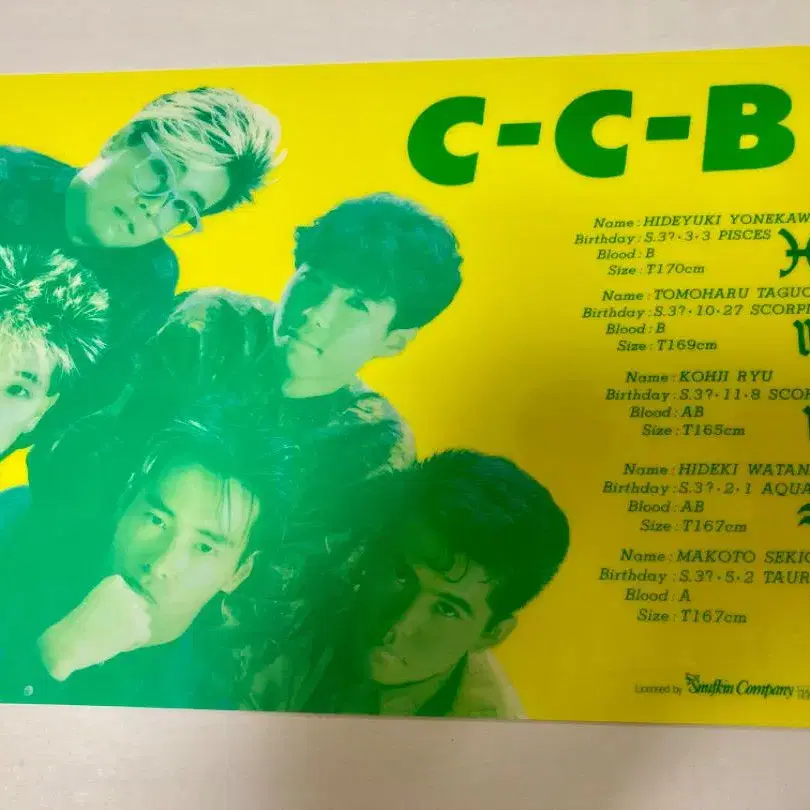 C-C-B
Name : HIDEYUKI YONEKAW
Birthday : S.3?・3・3 PISCES
Blood : B
Size : T170cm
Name : TOMOHARU TAGUC
Birthday : S.3?・10・27 SCORPI
Blood : B
Size : T169cm
Name : KOHJI RYU
Birthday : S.3?・11・8 SCOR
Blood : AB
Size : T165cm
Name : HIDEKI WATAN
Birthday : S.3?・2・1 AQUA
Blood : AB
Size : T167cm
Name : MAKOTO SEKIG
Birthday : S.3?・5・2 TAUR
Blood : A
Size : T167cm
Licensed by Snufkin Company